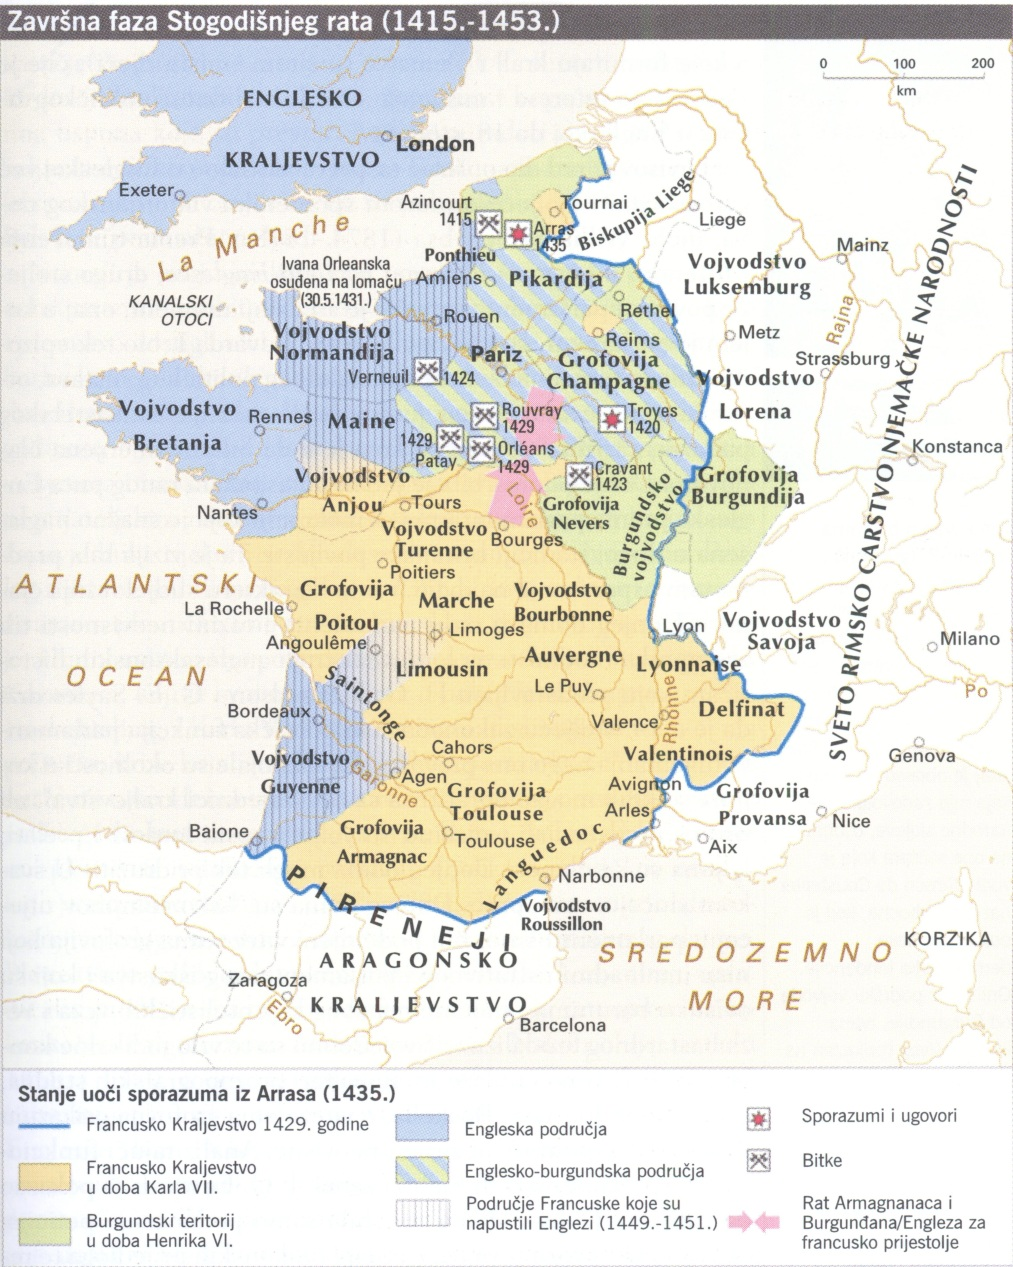 Završna faza Stogodišnjeg rata (1415.-1453.)
0 100 200
km
ENGLESKO
KRALJEVSTVO
London
Exeter
La Manche
KANALSKI
OTOCI
Ivana Orleanska
osuđena na lomaču
(30.5.1431.)
Azincourt
1415
Arras
1435
Tournai
Biskupija Liege
Liege
Ponthieu
Amiens
Pikardija
Vojvodstvo
Luksemburg
Mainz
Rajna
Rouen
Rethel
Reims
Metz
Strassburg
Vojvodstvo
Normandija
Pariz
Grofovija
Champagne
Verneuil
1424
Vojvodstvo
Lorena
Vojvodstvo
Bretanja
Rennes
Maine
Rouvray
1429
Troyes
1420
1429
Patay
Orléans
1429
Cravant
1423
Konstanca
Vojvodstvo
Anjou
Nantes
Tours
Loire
Grofovija
Nevers
Burgundsko
vojvodstvo
Grofovija
Burgundija
Vojvodstvo
Turenne
Bourges
SVETO RIMSKO CARSTVO NJEMAČKE NARODNOSTI
ATLANTSKI
OCEAN
Poitiers
Grofovija
Poitou
La Rochelle
Marche
Vojvodstvo
Bourbonne
Angoulême
Limoges
Lyon
Vojvodstvo
Savoja
Milano
Limousin
Auvergne
Lyonnaise
Saintonge
Le Puy
Po
Bordeaux
Valence
Rhonne
Delfinat
Vojvodstvo
Guyenne
Cahors
Agen
Garonne
Valentinois
Genova
Avignon
Grofovija
Toulouse
Grofovija
Provansa
Baione
Grofovija
Armagnac
Toulouse
Languedoc
Arles
Aix
Nice
Narbonne
PIRENEJI
Vojvodstvo
Roussillon
ARAGONSKO
KRALJEVSTVO
SREDOZEMNO
MORE
KORZIKA
Zaragoza
Ebro
Barcelona
Stanje uoči sporazuma iz Arrasa (1435.)
Francusko Kraljevstvo 1429. godine
Francusko Kraljevstvo
u doba Karla VII.
Burgundski teritorij
u doba Henrika VI.
Engleska područja
Englesko-burgundska područja
Područje Francuske koje su
napustili Englezi (1449.-1451.)
Sporazumi i ugovori
Bitke
Rat Armagnanaca i
Burgunđana/Engleza za
francusko prijestolje